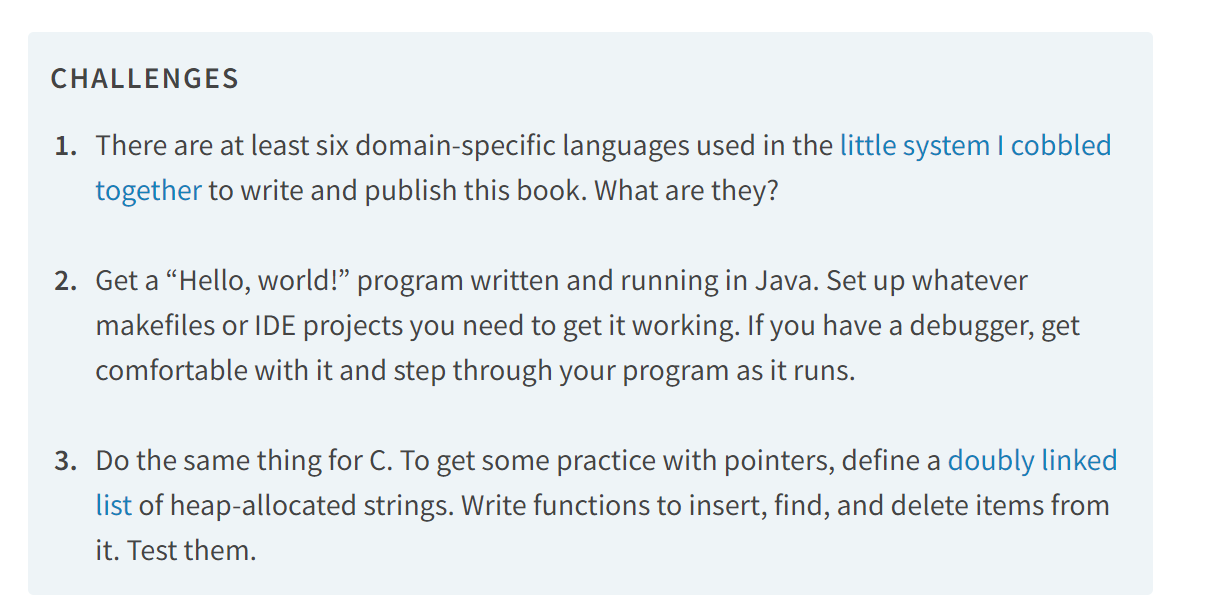 CHALLENGES
1. There are at least six domain-specific languages used in the little system I cobbled
together to write and publish this book. What are they?
2. Get a “Hello, world!” program written and running in Java. Set up whatever
makefiles or IDE projects you need to get it working. If you have a debugger, get
comfortable with it and step through your program as it runs.
3. Do the same thing for C. To get some practice with pointers, define a doubly linked
list of heap-allocated strings. Write functions to insert, find, and delete items from
it. Test them.